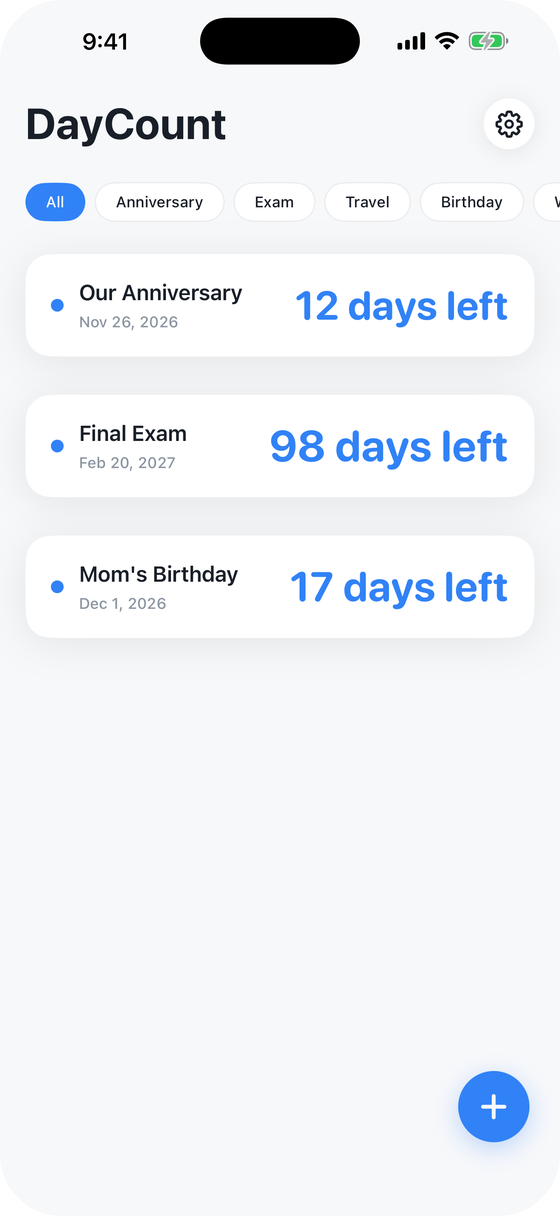 9:41
DayCount
All
Anniversary
Exam
Travel
Birthday
Our Anniversary
Nov 26, 2026
12 days left
Final Exam
Feb 20, 2027
98 days left
Mom's Birthday
Dec 1, 2026
17 days left